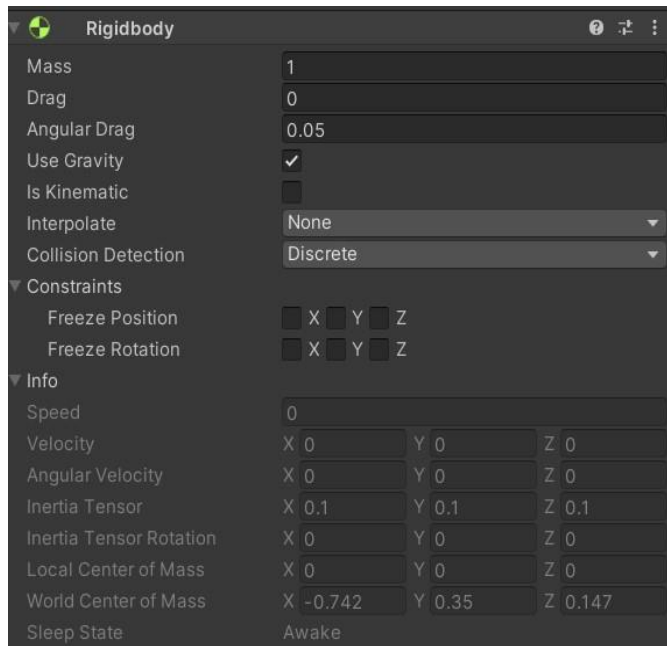 Rigidbody
Mass 1
Drag 0
Angular Drag 0.05
Use Gravity
Is Kinematic
Interpolate None
Collision Detection Discrete
Constraints
Freeze Position X Y Z
Freeze Rotation X Y Z
Info
Speed 0
Velocity X 0 Y 0 Z 0
Angular Velocity X 0 Y 0 Z 0
Inertia Tensor X 0.1 Y 0.1 Z 0.1
Inertia Tensor Rotation X 0 Y 0 Z 0
Local Center of Mass X 0 Y 0 Z 0
World Center of Mass X -0.742 Y 0.35 Z 0.147
Sleep State Awake